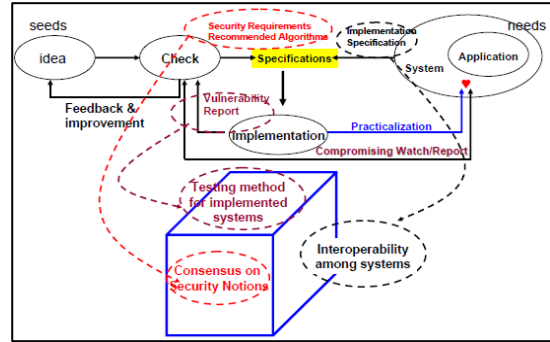 seeds
Security Requirements
Recommended Algorithms
Implementation
Specification
needs
idea
Check
Specifications
System
Application
Feedback &
improvement
Vulnerability
Report
Implementation
Practicalization
Compromising Watch/Report
Testing method
for implemented
systems
Interoperability
among systems
Consensus on
Security Notions